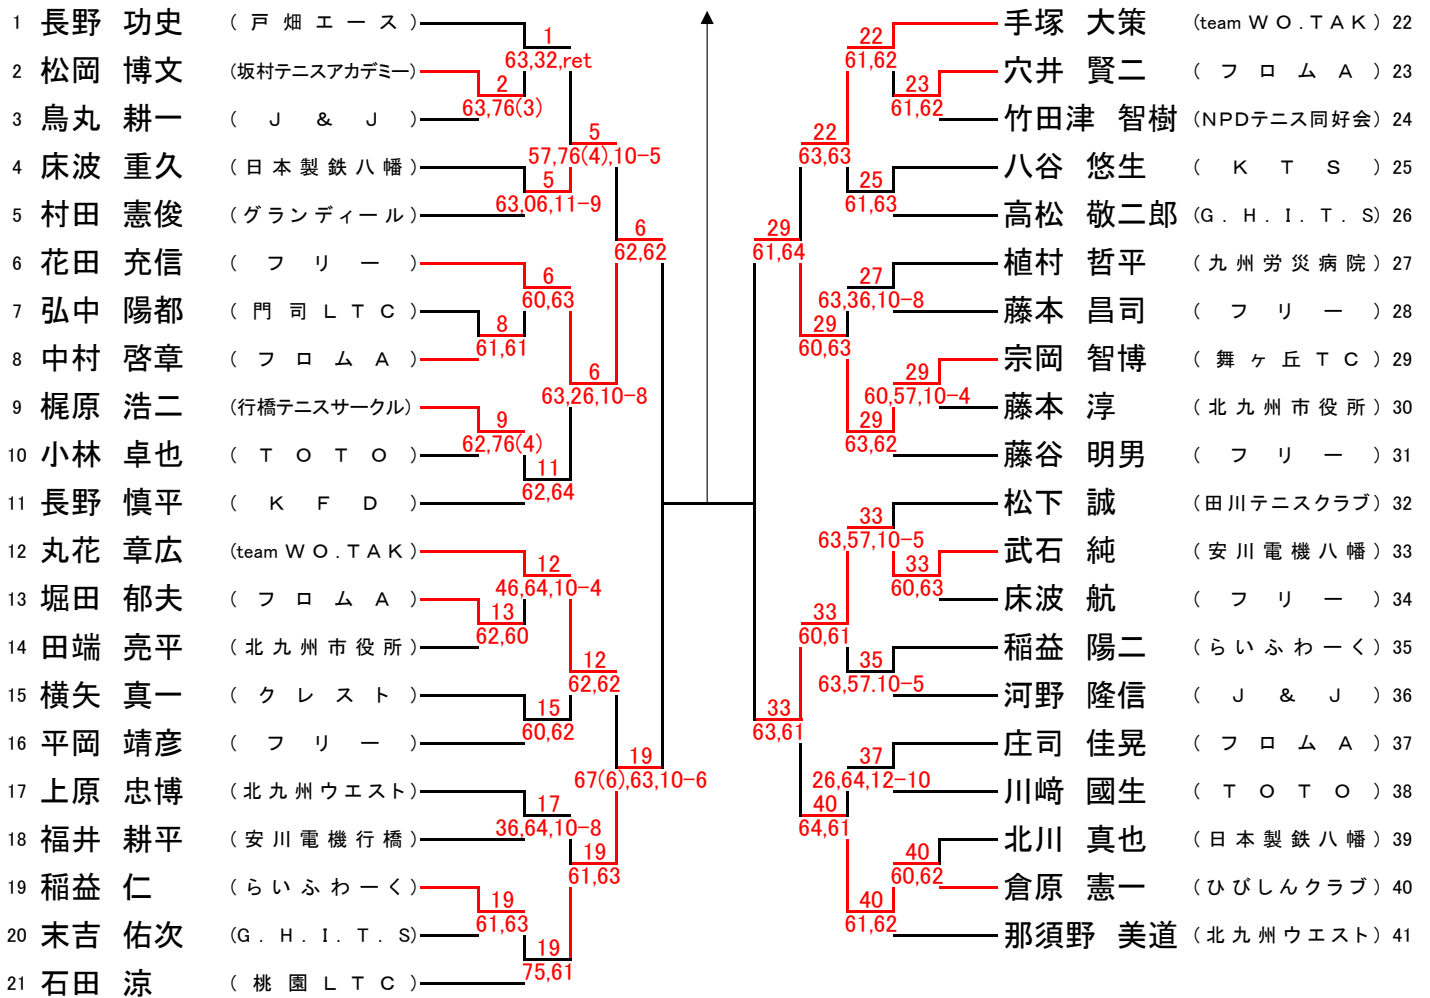 1 長野 功史 (戸畑エース)
2 松岡 博文 (坂村テニスアカデミー)
3 鳥丸 耕一 (J & J)
4 床波 重久 (日本製鉄八幡)
5 村田 憲俊 (グランディール)
6 花田 充信 (フリー)
7 弘中 陽都 (門司LTC)
8 中村 啓章 (フロムA)
9 梶原 浩二 (行橋テニスサークル)
10 小林 卓也 (TOTO)
11 長野 慎平 (KFD)
12 丸花 章広 (team WO.TAK)
13 堀田 郁夫 (フロムA)
14 田端 亮平 (北九州市役所)
15 横矢 真一 (クレスト)
16 平岡 靖彦 (フリー)
17 上原 忠博 (北九州ウエスト)
18 福井 耕平 (安川電機行橋)
19 稲益 仁 (らいふわーく)
20 末吉 佑次 (G.H.I.T.S)
21 石田 涼 (桃園LTC)
1
63,32,ret
2
63,76(3)
5
57,76(4),10-5
5
63,06,11-9
6
62,62
6
60,63
8
61,61
6
63,26,10-8
9
62,76(4)
11
62,64
12
46,64,10-4
13
62,60
12
62,62
15
60,62
19
67(6),63,10-6
17
36,64,10-8
19
61,63
19
61,63
19
75,61
22
61,62
23
61,62
22
63,63
25
61,63
29
61,64
27
63,36,10-8
29
60,63
29
60,57,10-4
29
63,62
33
63,57,10-5
33
60,63
33
60,61
35
63,57.10-5
33
63,61
37
26,64,12-10
40
64,61
40
60,62
40
61,62
手塚 大策 (team WO.TAK) 22
穴井 賢二 (フロムA) 23
竹田津 智樹 (NPDテニス同好会) 24
八谷 悠生 (KTS) 25
高松 敬二郎 (G.H.I.T.S) 26
植村 哲平 (九州労災病院) 27
藤本 昌司 (フリー) 28
宗岡 智博 (舞ヶ丘TC) 29
藤本 淳 (北九州市役所) 30
藤谷 明男 (フリー) 31
松下 誠 (田川テニスクラブ) 32
武石 純 (安川電機八幡) 33
床波 航 (フリー) 34
稲益 陽二 (らいふわーく) 35
河野 隆信 (J & J) 36
庄司 佳晃 (フロムA) 37
川﨑 國生 (TOTO) 38
北川 真也 (日本製鉄八幡) 39
倉原 憲一 (ひびしんクラブ) 40
那須野 美道 (北九州ウエスト) 41